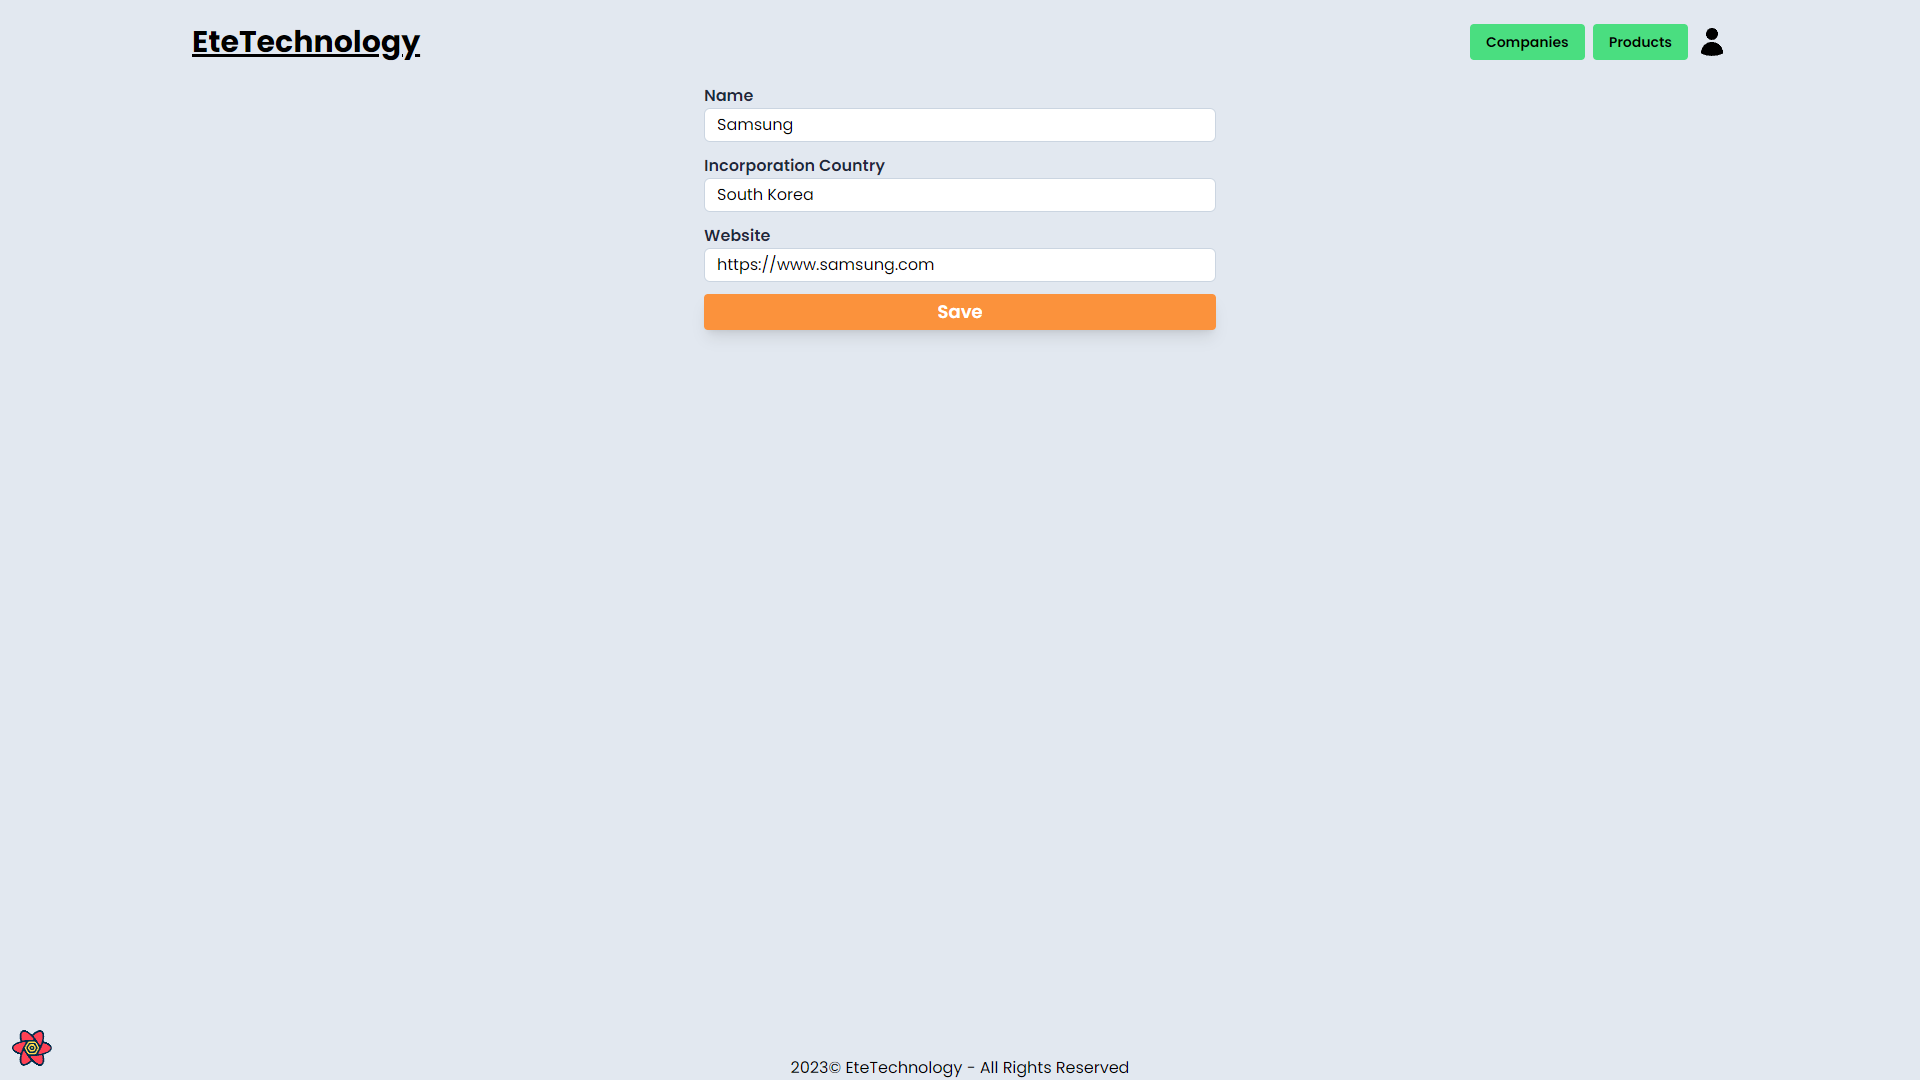 EteTechnology
Companies
Products
Name
Samsung
Incorporation Country
South Korea
Website
https://www.samsung.com
Save
2023© EteTechnology - All Rights Reserved